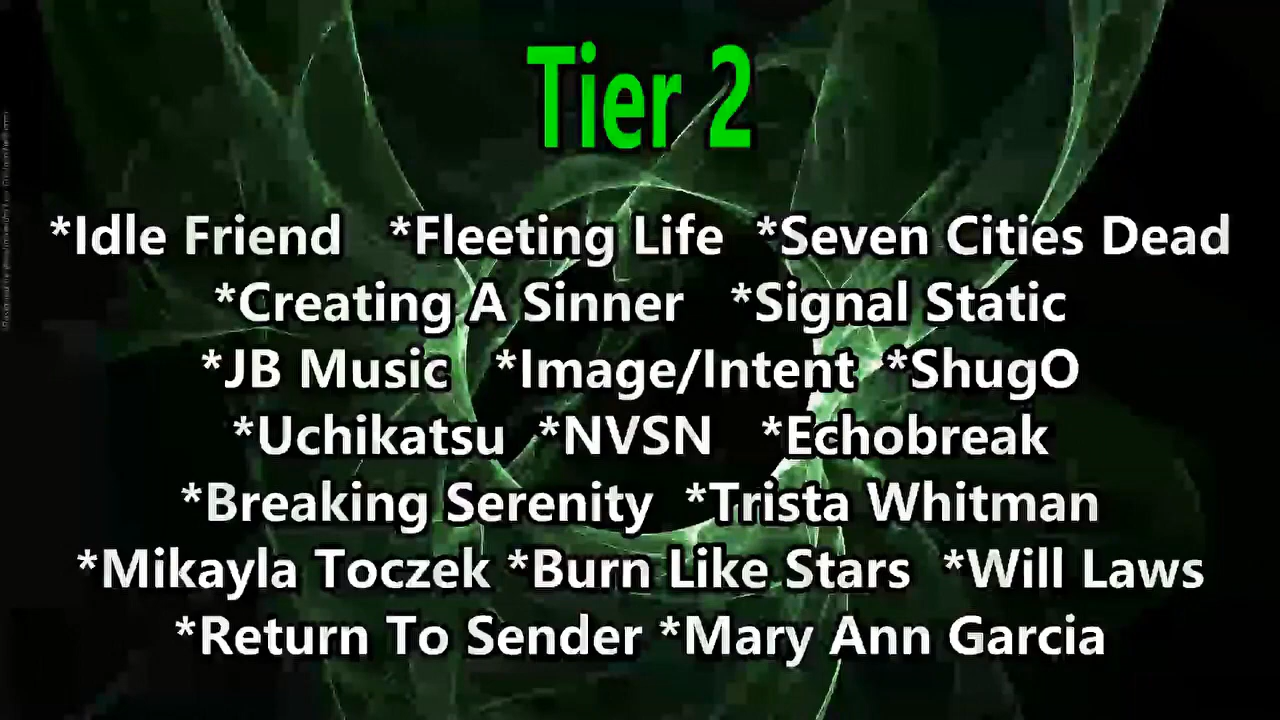 Tier 2
*Idle Friend *Fleeting Life *Seven Cities Dead
*Creating A Sinner *Signal Static
*JB Music *Image/Intent *ShugO
*Uchikatsu *NVSN *Echobreak
*Breaking Serenity *Trista Whitman
*Mikayla Toczek *Burn Like Stars *Will Laws
*Return To Sender *Mary Ann Garcia